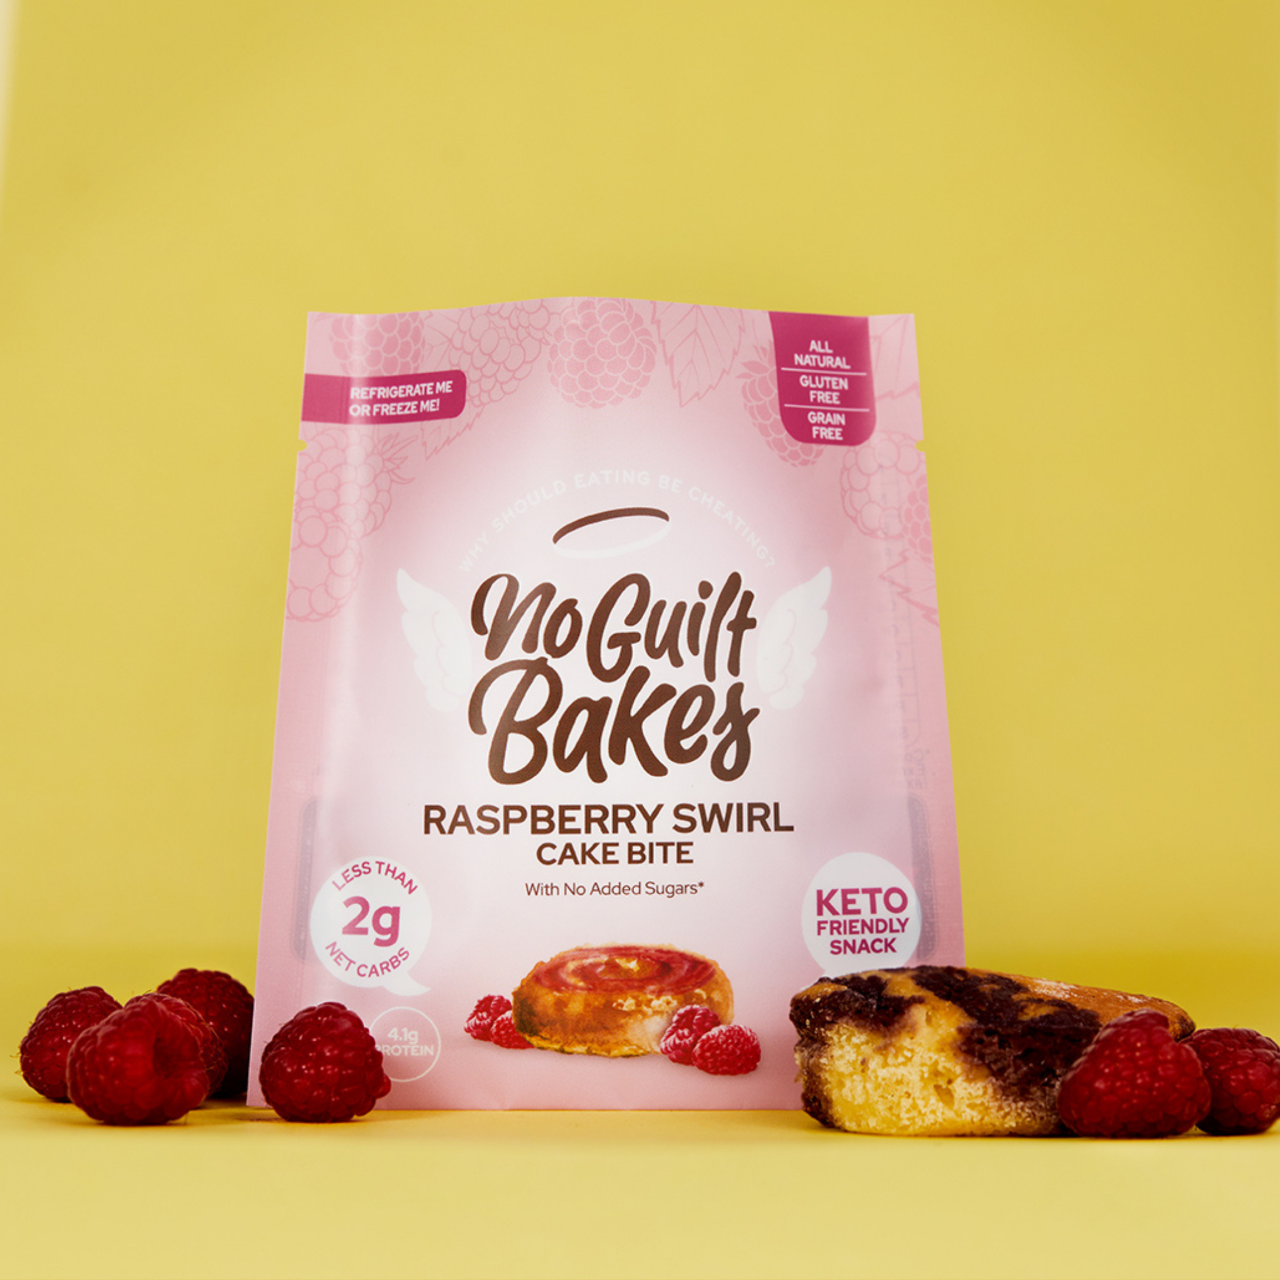 REFRIGERATE ME
OR FREEZE ME!
ALL
NATURAL
GLUTEN
FREE
GRAIN
FREE
WHY SHOULD EATING BE CHEATING?
No Guilt
Bakes
RASPBERRY SWIRL
CAKE BITE
With No Added Sugars*
LESS THAN
2g
NET CARBS
KETO
FRIENDLY
SNACK
4.1g
PROTEIN